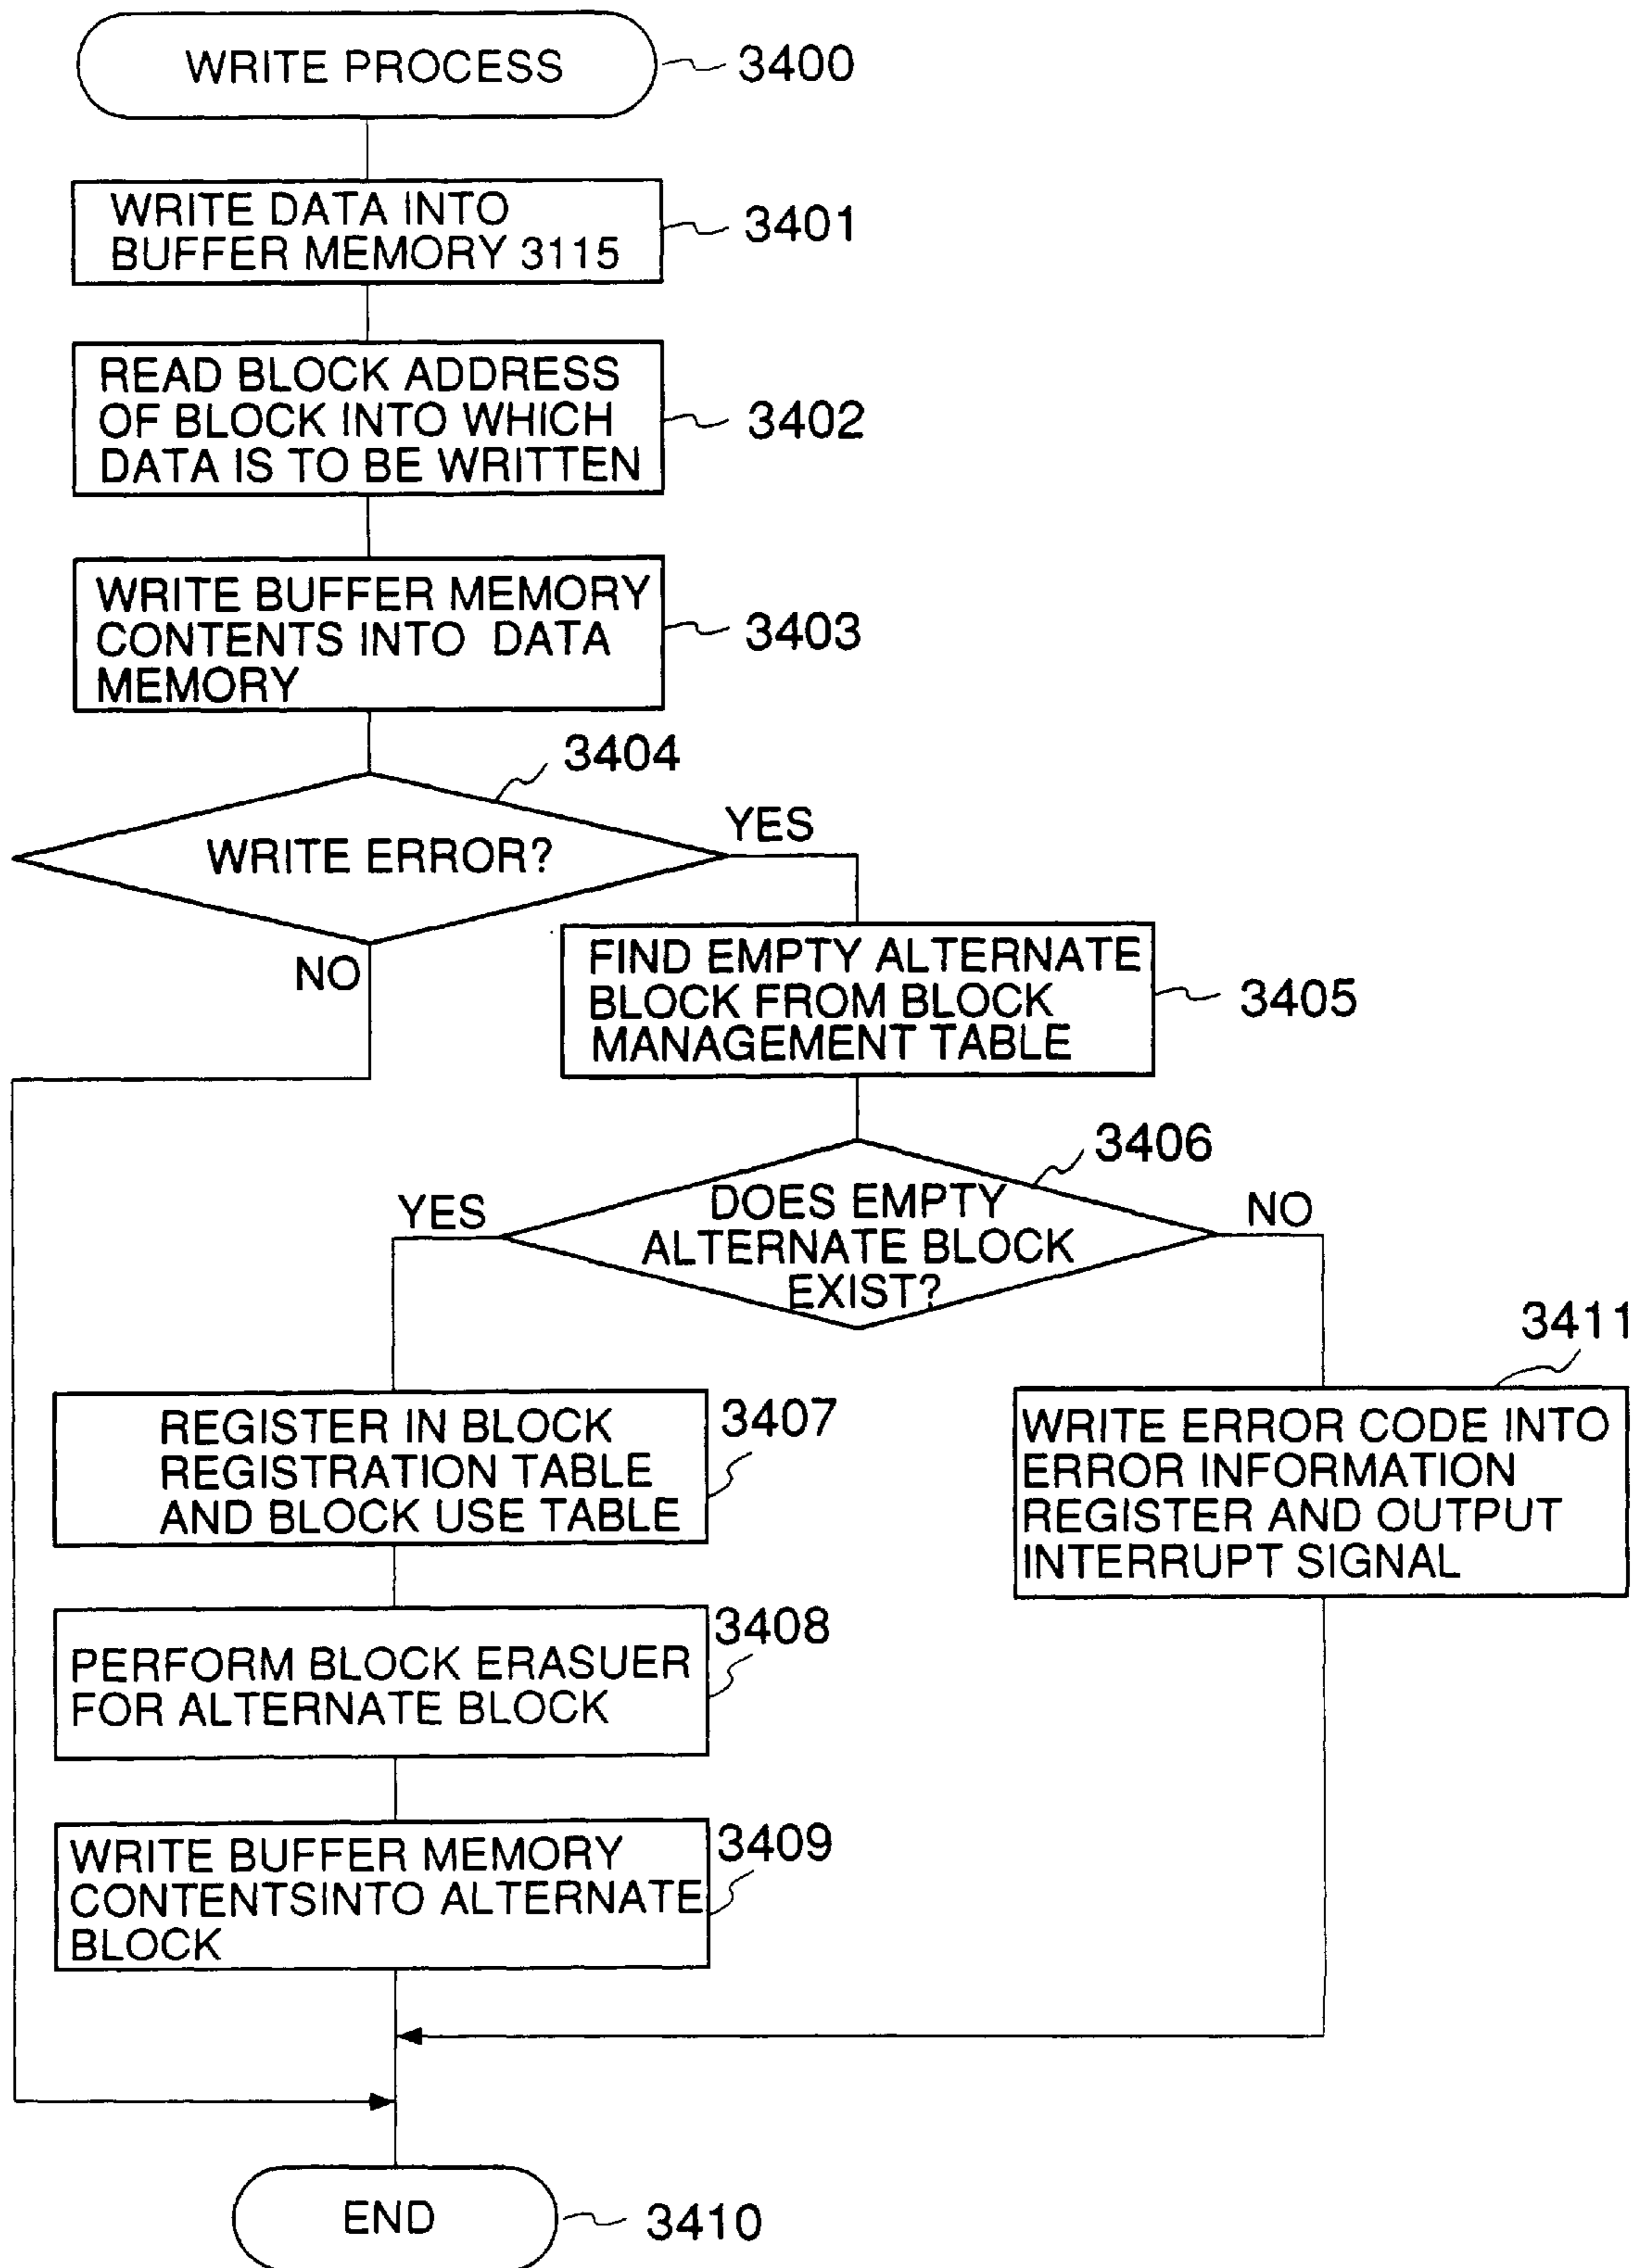 WRITE PROCESS
3400
WRITE DATA INTO
BUFFER MEMORY 3115
3401
READ BLOCK ADDRESS
OF BLOCK INTO WHICH
DATA IS TO BE WRITTEN
3402
WRITE BUFFER MEMORY
CONTENTS INTO DATA
MEMORY
3403
3404
WRITE ERROR?
YES
NO
FIND EMPTY ALTERNATE
BLOCK FROM BLOCK
MANAGEMENT TABLE
3405
3406
DOES EMPTY
ALTERNATE BLOCK
EXIST?
YES
NO
3411
REGISTER IN BLOCK
REGISTRATION TABLE
AND BLOCK USE TABLE
3407
WRITE ERROR CODE INTO
ERROR INFORMATION
REGISTER AND OUTPUT
INTERRUPT SIGNAL
3408
PERFORM BLOCK ERASUER
FOR ALTERNATE BLOCK
3409
WRITE BUFFER MEMORY
CONTENTSINTO ALTERNATE
BLOCK
END
3410